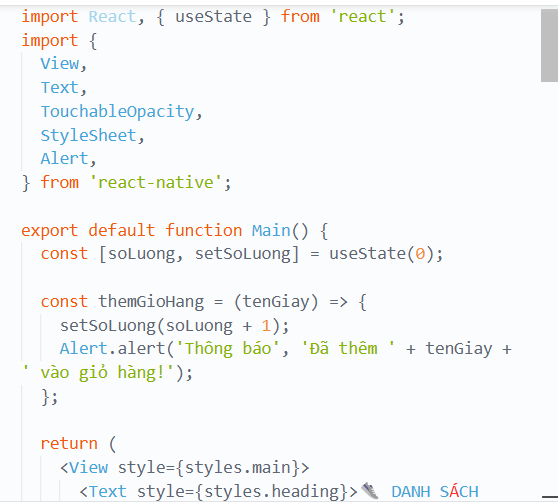 import React, { useState } from 'react';
import {
  View,
  Text,
  TouchableOpacity,
  StyleSheet,
  Alert,
} from 'react-native';

export default function Main() {
  const [soLuong, setSoLuong] = useState(0);

  const themGioHang = (tenGiay) => {
    setSoLuong(soLuong + 1);
    Alert.alert('Thông báo', 'Đã thêm ' + tenGiay +
' vào giỏ hàng!');
  };

  return (
    <View style={styles.main}>
      <Text style={styles.heading}>👟 DANH SÁCH